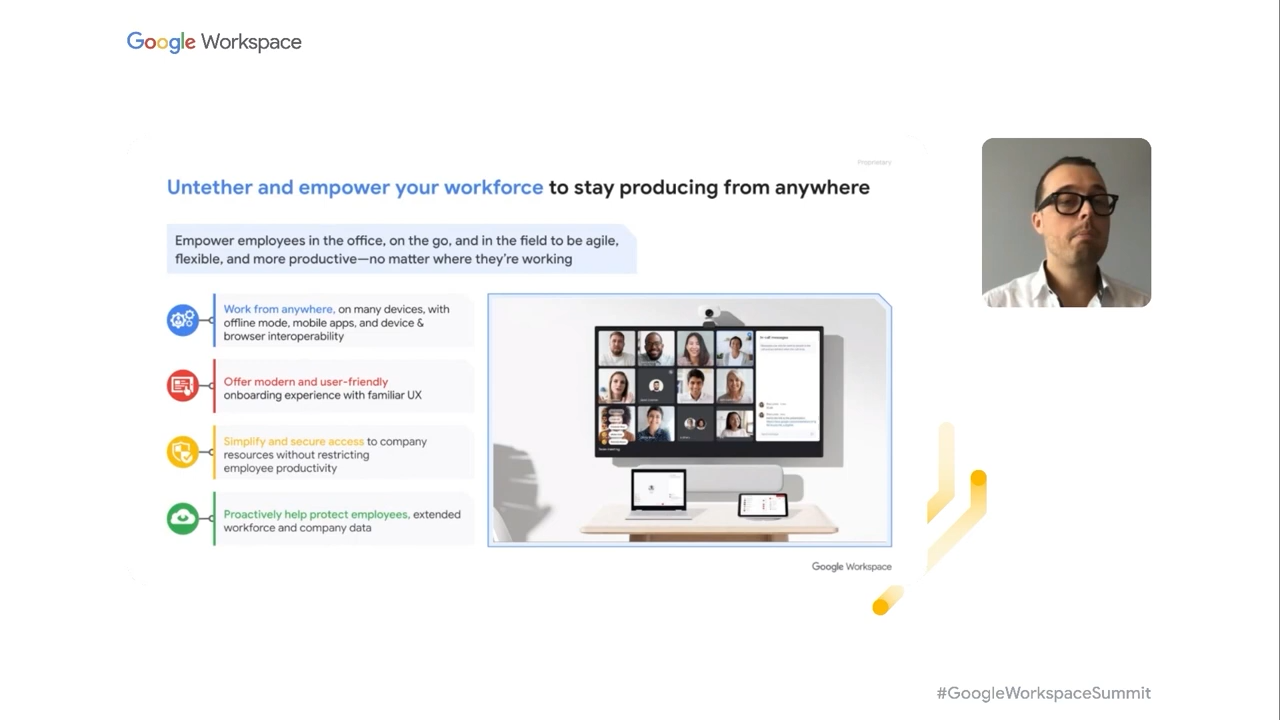 Google Workspace
Proprietary
Untether and empower your workforce to stay producing from anywhere
Empower employees in the office, on the go, and in the field to be agile,
flexible, and more productive—no matter where they're working
Work from anywhere, on many devices, with
offline mode, mobile apps, and device &
browser interoperability
Offer modern and user-friendly
onboarding experience with familiar UX
Simplify and secure access to company
resources without restricting
employee productivity
Proactively help protect employees, extended
workforce and company data
In-call messages
Google Workspace
#GoogleWorkspaceSummit